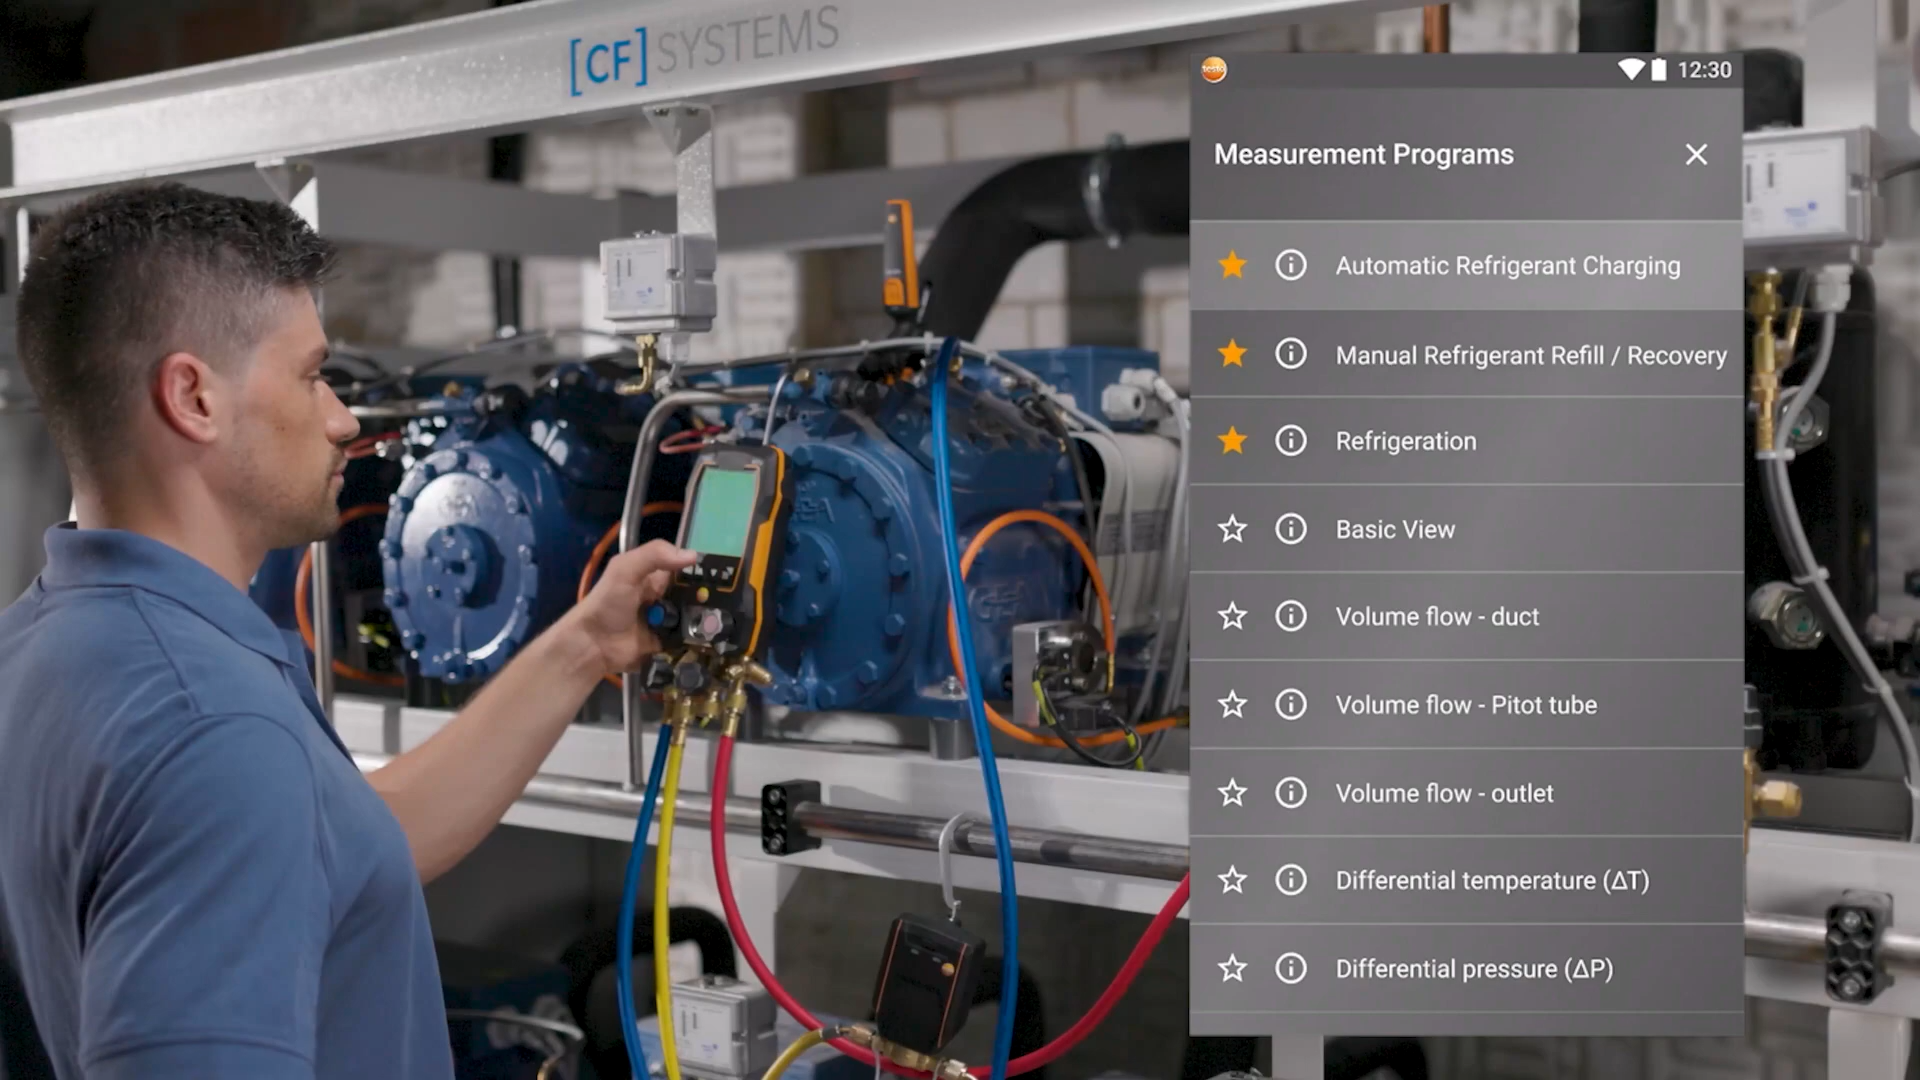 [CF] SYSTEMS
testo
12:30
Measurement Programs
Automatic Refrigerant Charging
Manual Refrigerant Refill / Recovery
Refrigeration
Basic View
Volume flow - duct
Volume flow - Pitot tube
Volume flow - outlet
Differential temperature (ΔT)
Differential pressure (ΔP)